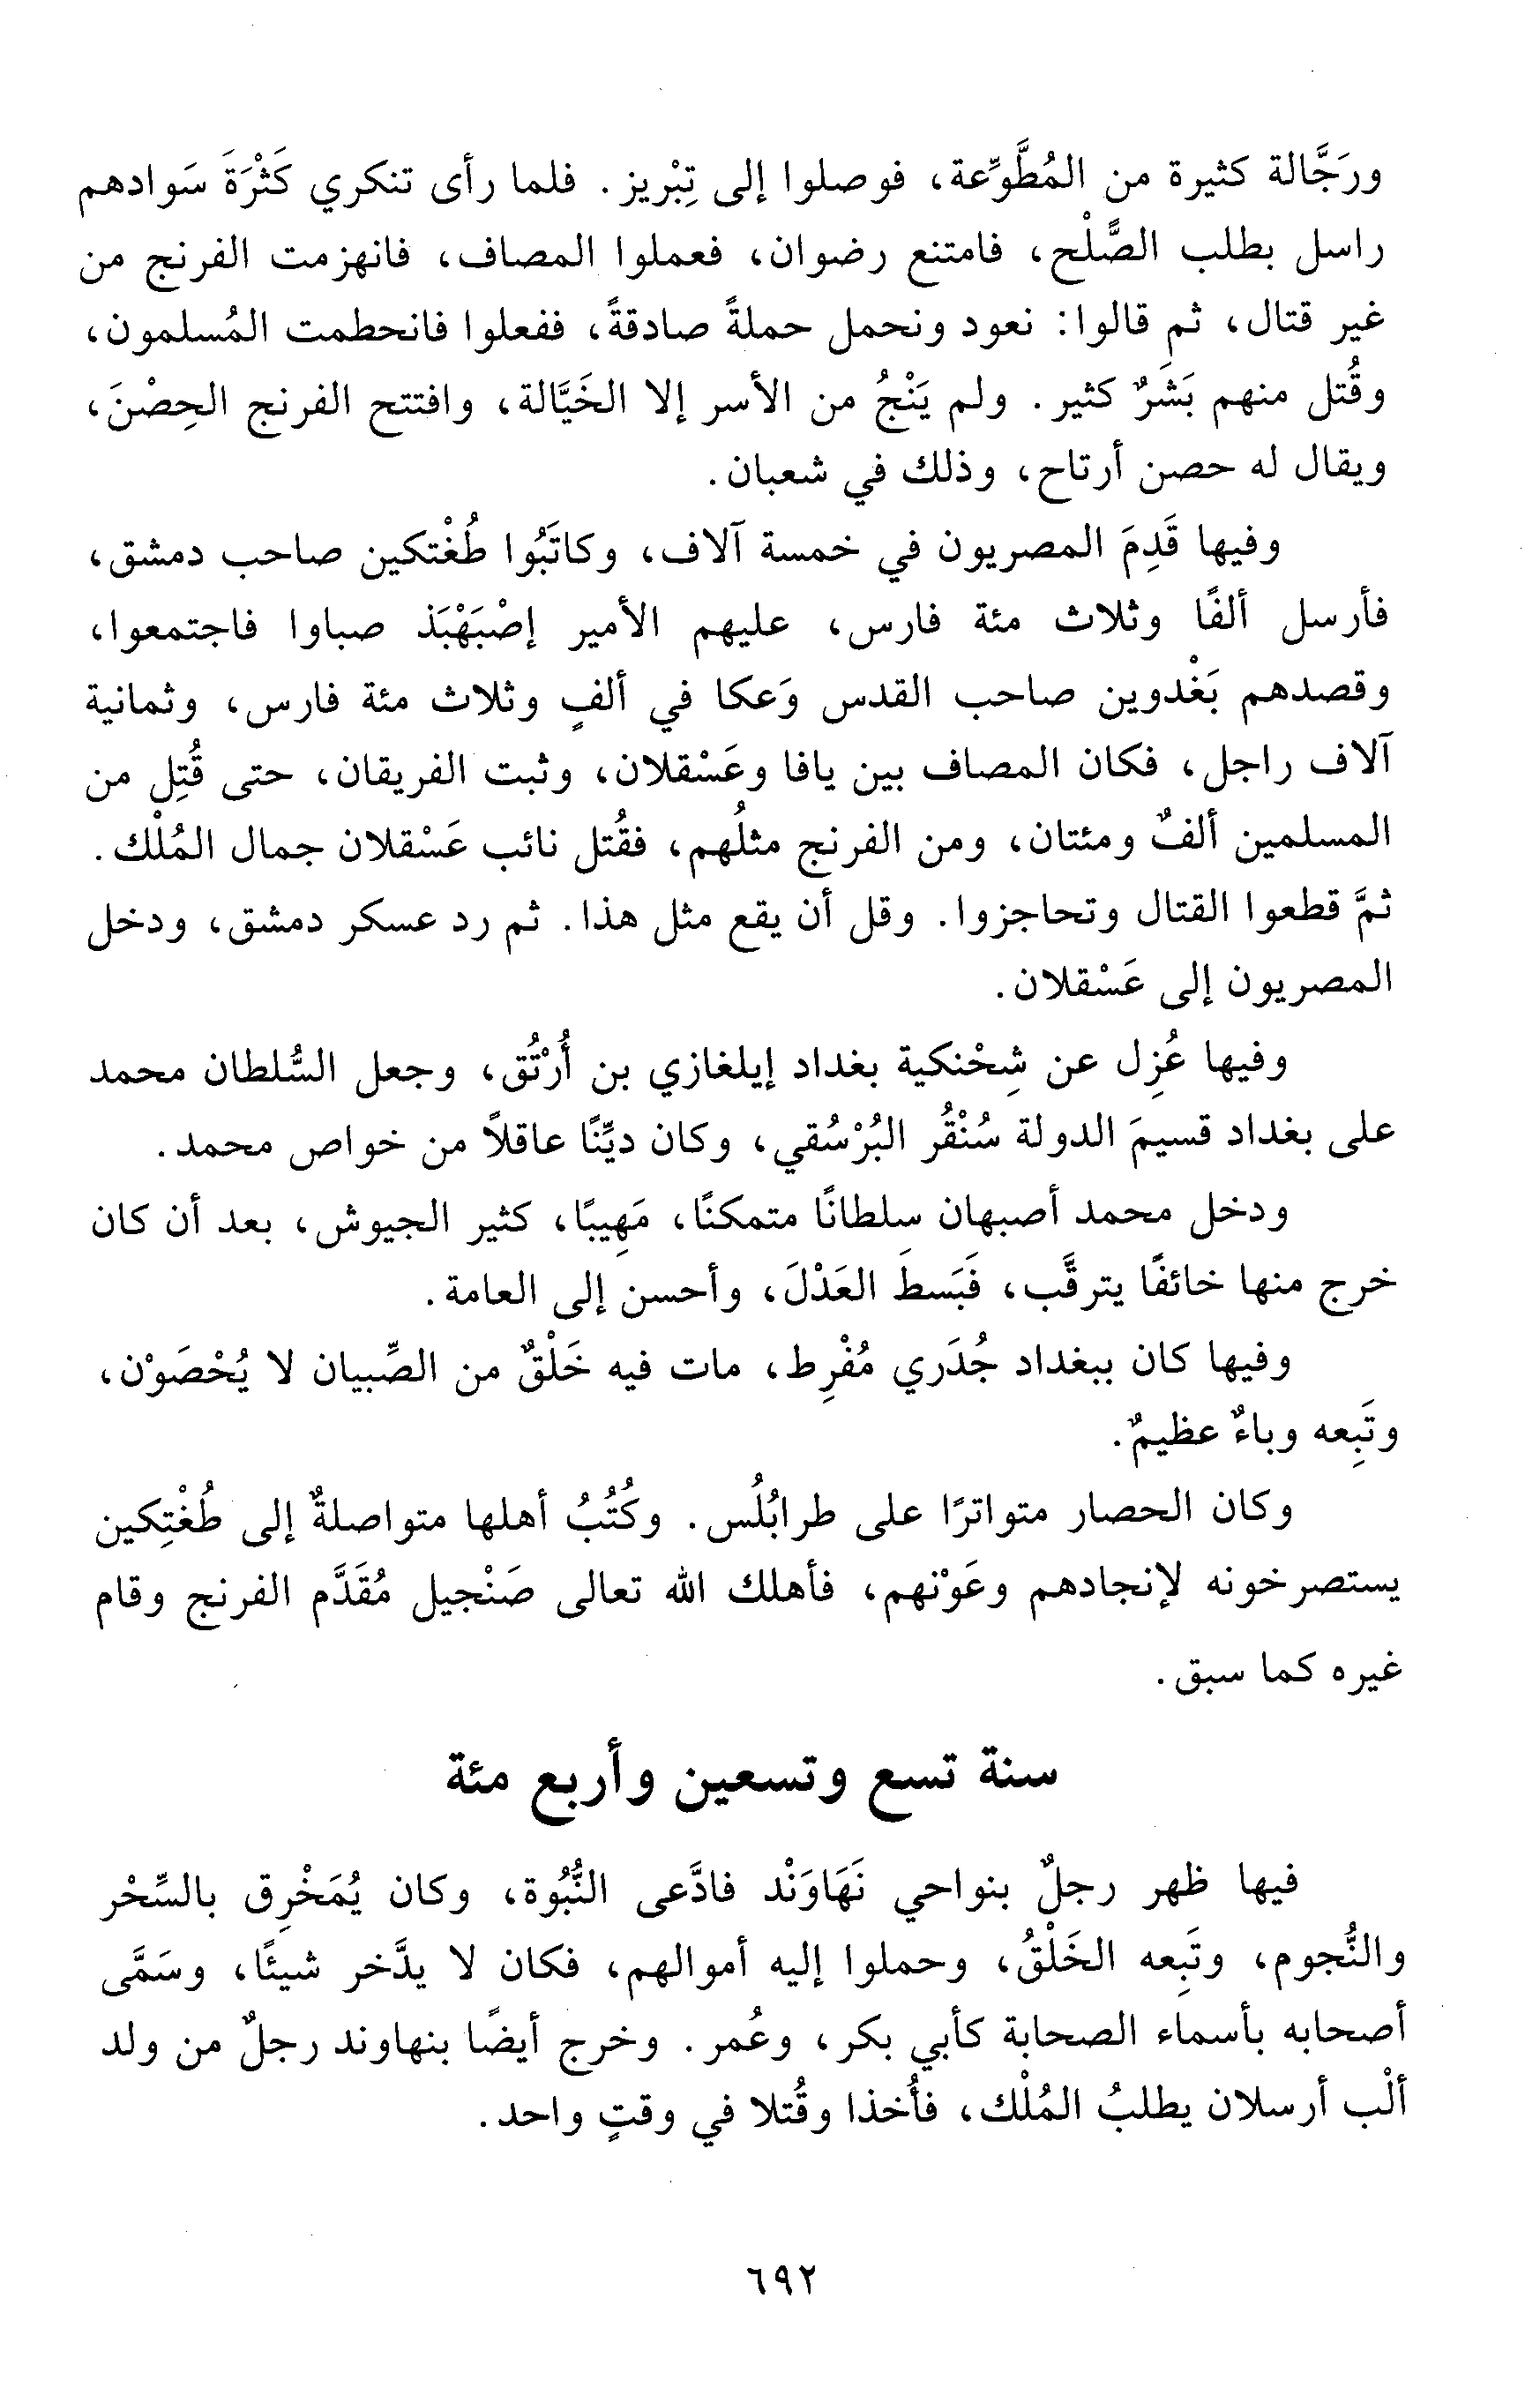 ورَجَّالة كثيرة من المُطَّوِّعة، فوصلوا إلى تِبْريز. فلما رأى تنكري كَثْرَةَ سَوادهم
راسل بطلب الصُّلْح، فامتنع رضوان، فعملوا المصاف، فانهزمت الفرنج من
غير قتال، ثم قالوا: نعود ونحمل حملةً صادقةً، ففعلوا فانحطمت المُسلمون،
وقُتل منهم بَشَرٌ كثير. ولم يَنْجُ من الأسر إلا الخَيَّالة، وافتتح الفرنج الحِصْنَ،
ويقال له حصن أرتاح، وذلك في شعبان.
وفيها قَدِمَ المصريون في خمسة آلاف، وكاتَبُوا طُغْتكين صاحب دمشق،
فأرسل ألفًا وثلاث مئة فارس، عليهم الأمير إصْبَهْبَذ صباوا فاجتمعوا،
وقصدهم بَغْدوين صاحب القدس وَعكا في ألفٍ وثلاث مئة فارس، وثمانية
آلاف راجل، فكان المصاف بين يافا وعَسْقلان، وثبت الفريقان، حتى قُتِل من
المسلمين ألفٌ ومئتان، ومن الفرنج مثلُهم، فقُتل نائب عَسْقلان جمال المُلْك.
ثمَّ قطعوا القتال وتحاجزوا. وقل أن يقع مثل هذا. ثم رد عسكر دمشق، ودخل
المصريون إلى عَسْقلان.
وفيها عُزِل عن شِحْنكية بغداد إيلغازي بن أُرْتُق، وجعل السُّلطان محمد
على بغداد قسيمَ الدولة سُنْقُر البُرْسُقي، وكان ديِّنًا عاقلاً من خواص محمد.
ودخل محمد أصبهان سلطانًا متمكنًا، مَهِيبًا، كثير الجيوش، بعد أن كان
خرج منها خائفًا يترقَّب، فَبَسطَ العَدْلَ، وأحسن إلى العامة.
وفيها كان ببغداد جُدَري مُفْرِط، مات فيه خَلْقٌ من الصِّبيان لا يُحْصَوْن،
وتَبِعه وباءٌ عظيمٌ.
وكان الحصار متواترًا على طرابُلُس. وكُتُبُ أهلها متواصلةٌ إلى طُغْتِكين
يستصرخونه لإنجادهم وعَوْنهم، فأهلك الله تعالى صَنْجيل مُقَدَّم الفرنج وقام
غيره كما سبق.
سنة تسع وتسعين وأربع مئة
فيها ظهر رجلٌ بنواحي نَهَاوَنْد فادَّعى النُّبُوة، وكان يُمَخْرِق بالسِّحْر
والنُّجوم، وتَبِعه الخَلْقُ، وحملوا إليه أموالهم، فكان لا يدَّخر شيئًا، وسَمَّى
أصحابه بأسماء الصحابة كأبي بكر، وعُمر. وخرج أيضًا بنهاوند رجلٌ من ولد
ألْب أرسلان يطلبُ المُلْك، فأُخذا وقُتلا في وقتٍ واحد.
٦٩٢